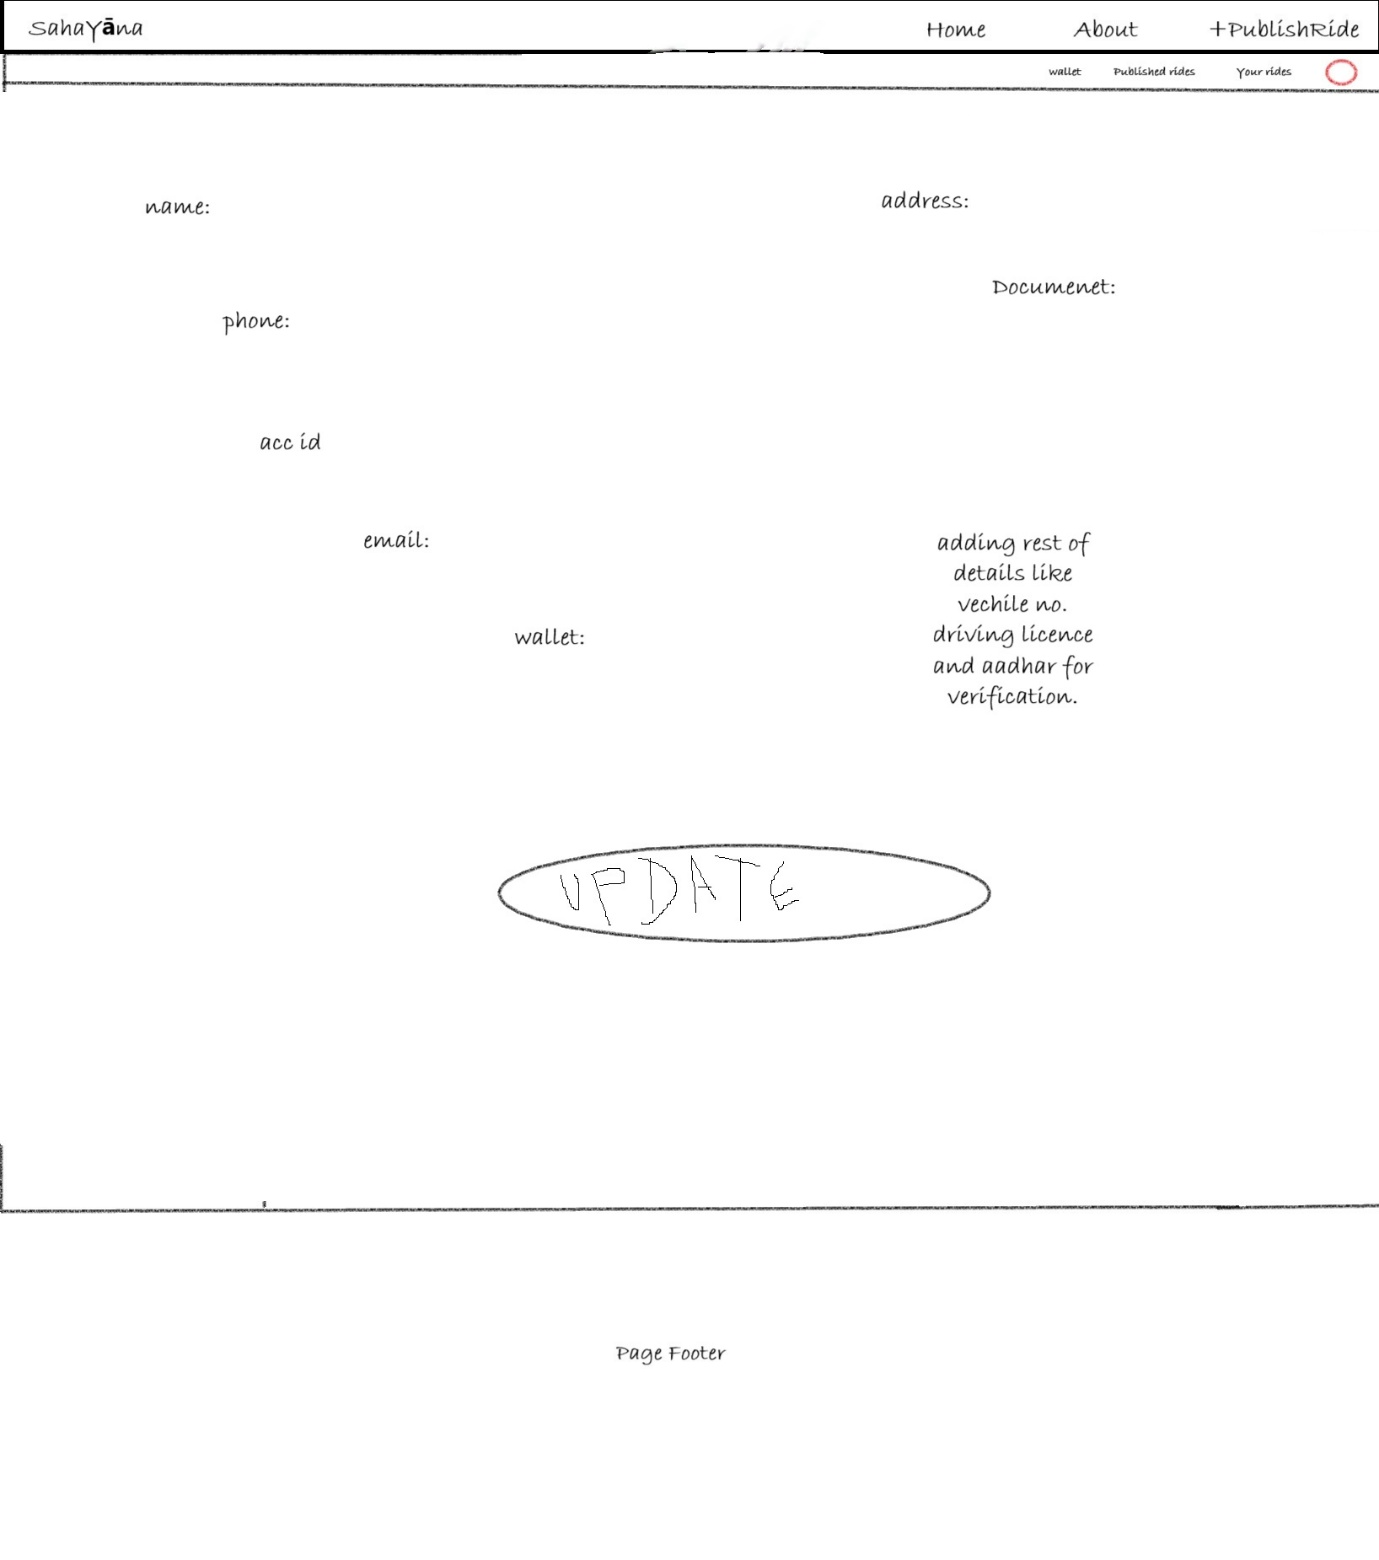 SahaYāna
Home
About
+PublishRide
wallet
Published rides
Your rides
name:
address:
Documenet:
phone:
acc id
email:
adding rest of
details like
vechile no.
driving licence
and aadhar for
verification.
wallet:
UPDATE
Page Footer